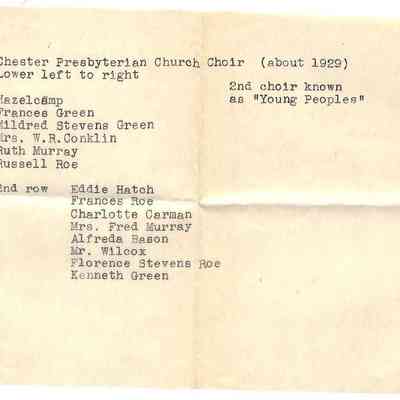 Chester Presbyterian Church Choir (about 1929)
Lower left to right
2nd choir known
as "Young Peoples"
Hazelcamp
Frances Green
Mildred Stevens Green
Mrs. W.R.Conklin
Ruth Murray
Russell Roe
2nd row Eddie Hatch
Frances Roe
Charlotte Carman
Mrs. Fred Murray
Alfreda Bason
Mr. Wilcox
Florence Stevens Roe
Kenneth Green